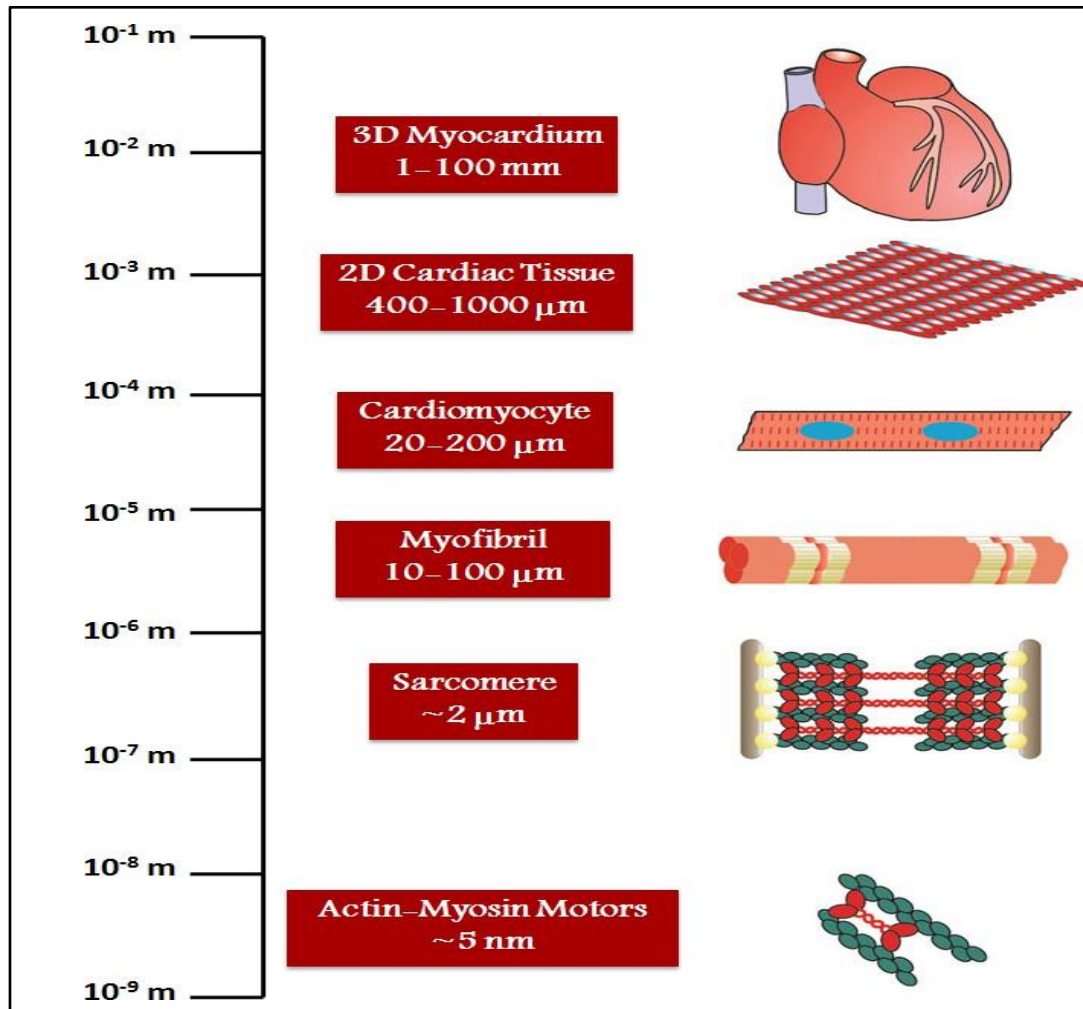 10⁻¹ m
10⁻² m
10⁻³ m
10⁻⁴ m
10⁻⁵ m
10⁻⁶ m
10⁻⁷ m
10⁻⁸ m
10⁻⁹ m
3D Myocardium
1–100 mm
2D Cardiac Tissue
400–1000 μm
Cardiomyocyte
20–200 μm
Myofibril
10–100 μm
Sarcomere
~2 μm
Actin–Myosin Motors
~5 nm